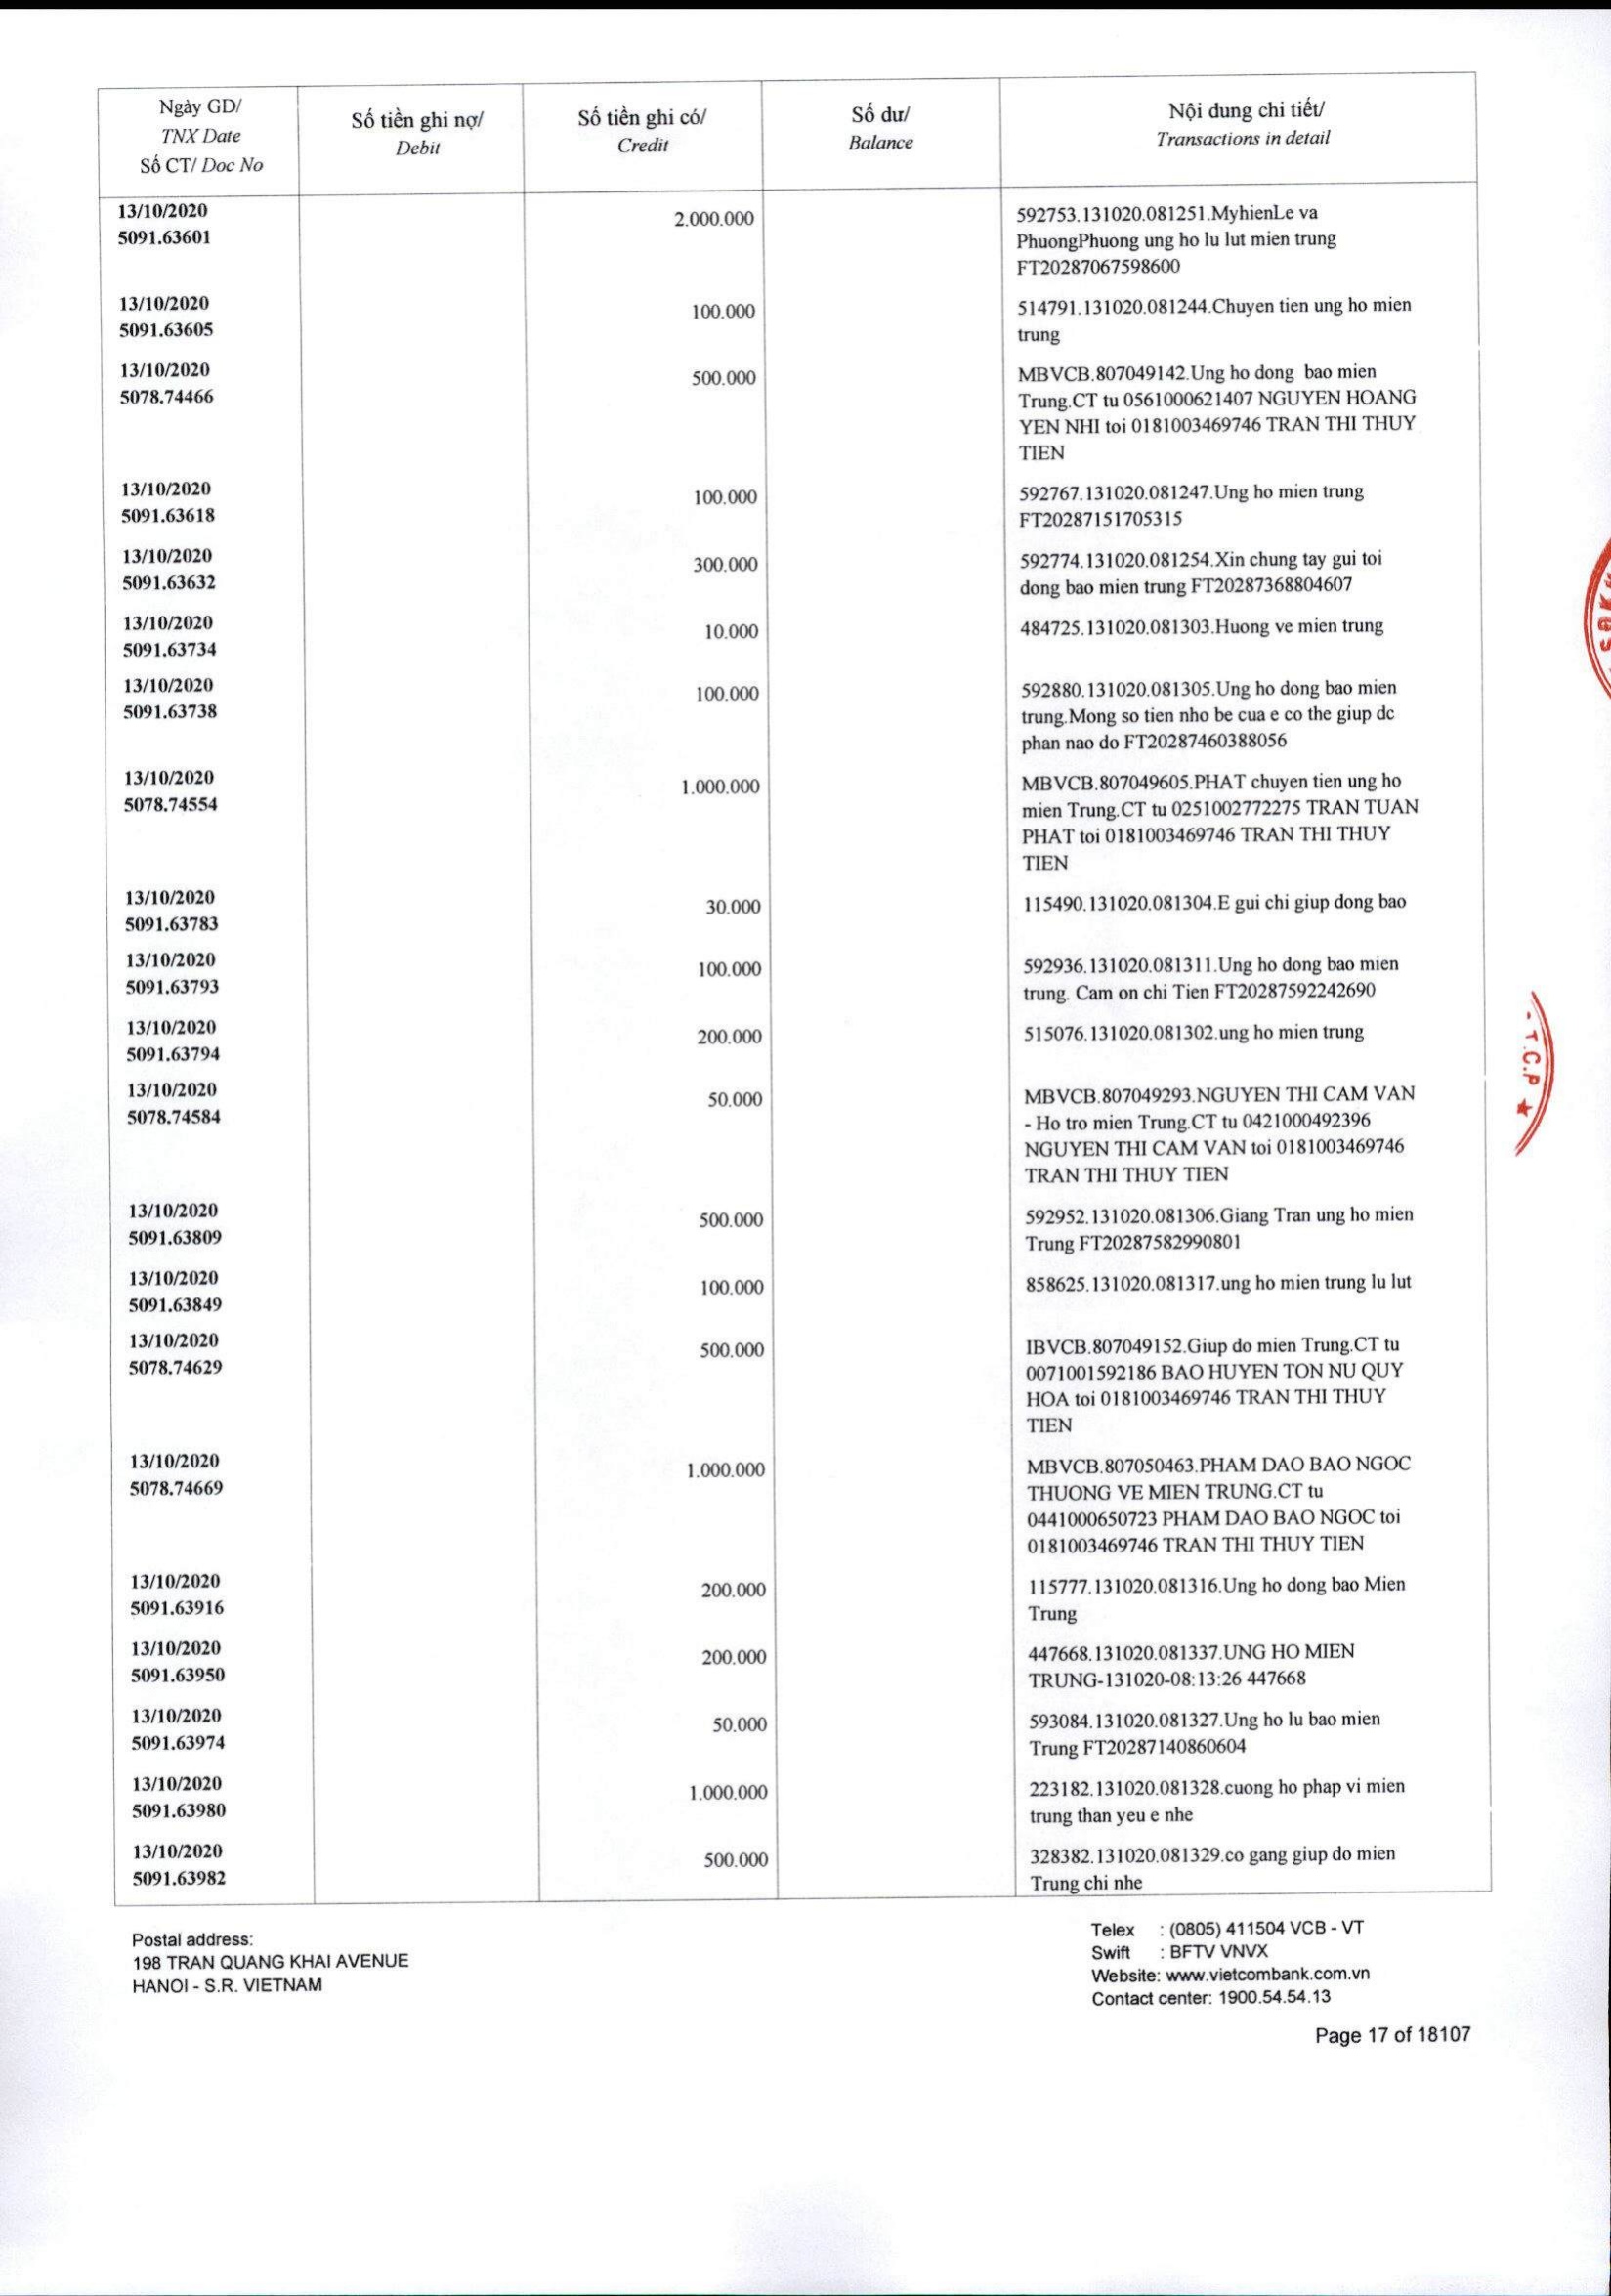 Ngày GD/
TNX Date
Số CT/ Doc No
Số tiền ghi nợ/
Debit
Số tiền ghi có/
Credit
Số dư/
Balance
Nội dung chi tiết/
Transactions in detail
13/10/2020
5091.63601
2.000.000
592753.131020.081251.MyhienLe va
PhuongPhuong ung ho lu lut mien trung
FT20287067598600
13/10/2020
5091.63605
100.000
514791.131020.081244.Chuyen tien ung ho mien
trung
13/10/2020
5078.74466
500.000
MBVCB.807049142.Ung ho dong bao mien
Trung.CT tu 0561000621407 NGUYEN HOANG
YEN NHI toi 0181003469746 TRAN THI THUY
TIEN
13/10/2020
5091.63618
100.000
592767.131020.081247.Ung ho mien trung
FT20287151705315
13/10/2020
5091.63632
300.000
592774.131020.081254.Xin chung tay gui toi
dong bao mien trung FT20287368804607
13/10/2020
5091.63734
10.000
484725.131020.081303.Huong ve mien trung
13/10/2020
5091.63738
100.000
592880.131020.081305.Ung ho dong bao mien
trung.Mong so tien nho be cua e co the giup dc
phan nao do FT20287460388056
13/10/2020
5078.74554
1.000.000
MBVCB.807049605.PHAT chuyen tien ung ho
mien Trung.CT tu 0251002772275 TRAN TUAN
PHAT toi 0181003469746 TRAN THI THUY
TIEN
13/10/2020
5091.63783
30.000
115490.131020.081304.E gui chi giup dong bao
13/10/2020
5091.63793
100.000
592936.131020.081311.Ung ho dong bao mien
trung. Cam on chi Tien FT20287592242690
13/10/2020
5091.63794
200.000
515076.131020.081302.ung ho mien trung
13/10/2020
5078.74584
50.000
MBVCB.807049293.NGUYEN THI CAM VAN
- Ho tro mien Trung.CT tu 0421000492396
NGUYEN THI CAM VAN toi 0181003469746
TRAN THI THUY TIEN
13/10/2020
5091.63809
500.000
592952.131020.081306.Giang Tran ung ho mien
Trung FT20287582990801
13/10/2020
5091.63849
100.000
858625.131020.081317.ung ho mien trung lu lut
13/10/2020
5078.74629
500.000
IBVCB.807049152.Giup do mien Trung.CT tu
0071001592186 BAO HUYEN TON NU QUY
HOA toi 0181003469746 TRAN THI THUY
TIEN
13/10/2020
5078.74669
1.000.000
MBVCB.807050463.PHAM DAO BAO NGOC
THUONG VE MIEN TRUNG.CT tu
0441000650723 PHAM DAO BAO NGOC toi
0181003469746 TRAN THI THUY TIEN
13/10/2020
5091.63916
200.000
115777.131020.081316.Ung ho dong bao Mien
Trung
13/10/2020
5091.63950
200.000
447668.131020.081337.UNG HO MIEN
TRUNG-131020-08:13:26 447668
13/10/2020
5091.63974
50.000
593084.131020.081327.Ung ho lu bao mien
Trung FT20287140860604
13/10/2020
5091.63980
1.000.000
223182.131020.081328.cuong ho phap vi mien
trung than yeu e nhe
13/10/2020
5091.63982
500.000
328382.131020.081329.co gang giup do mien
Trung chi nhe
- T.C.P ★
Postal address:
198 TRAN QUANG KHAI AVENUE
HANOI - S.R. VIETNAM
Telex : (0805) 411504 VCB - VT
Swift : BFTV VNVX
Website: www.vietcombank.com.vn
Contact center: 1900.54.54.13
Page 17 of 18107